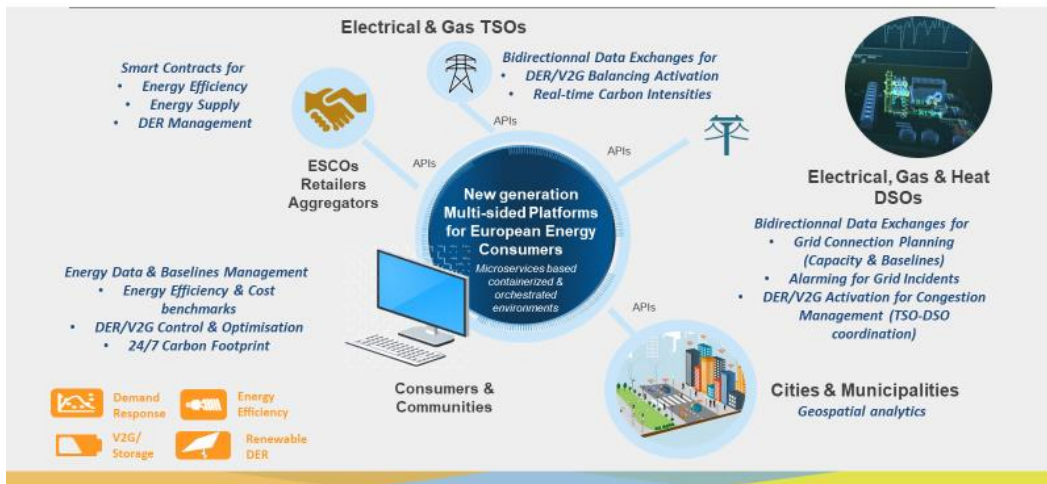 Electrical & Gas TSOs
Smart Contracts for
• Energy Efficiency
• Energy Supply
• DER Management
Bidirectionnal Data Exchanges for
• DER/V2G Balancing Activation
• Real-time Carbon Intensities
APIs
APIs
APIs
ESCOs
Retailers
Aggregators
New generation
Multi-sided Platforms
for European Energy
Consumers
Microservices based
containerized &
orchestrated
environments
Electrical, Gas & Heat
DSOs
Bidirectionnal Data Exchanges for
• Grid Connection Planning
(Capacity & Baselines)
• Alarming for Grid Incidents
• DER/V2G Activation for Congestion
Management (TSO-DSO
coordination)
Energy Data & Baselines Management
• Energy Efficiency & Cost
benchmarks
• DER/V2G Control & Optimisation
• 24/7 Carbon Footprint
APIs
Consumers &
Communities
Cities & Municipalities
Geospatial analytics
Demand
Response
Energy
Efficiency
V2G/
Storage
Renewable
DER